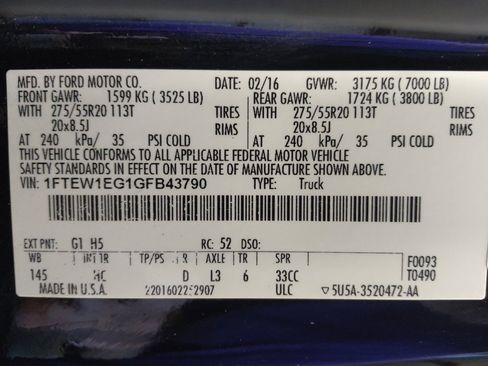 MFD. BY FORD MOTOR CO. DATE: 02/16 GVWR: 3175 KG ( 7000 LB)
FRONT GAWR: 1599 KG ( 3525 LB) REAR GAWR: 1724 KG ( 3800 LB)
WITH 275/55R20 113T TIRES WITH 275/55R20 113T TIRES
20x8.5J RIMS 20x8.5J RIMS
AT 240 kPa/ 35 PSI COLD AT 240 kPa/ 35 PSI COLD
THIS VEHICLE CONFORMS TO ALL APPLICABLE FEDERAL MOTOR VEHICLE
SAFETY STANDARDS IN EFFECT ON THE DATE OF MANUFACTURE SHOWN ABOVE.
VIN: 1FTEW1EG1GFB43790 TYPE: Truck
EXT PNT: G1 H5 RC: 52 DSO:
WB INT TR TP/PS R AXLE TR SPR F0093
145 HC D L3 6 33CC T0490
MADE IN U.S.A. ULC ▽5U5A-3520472-AA